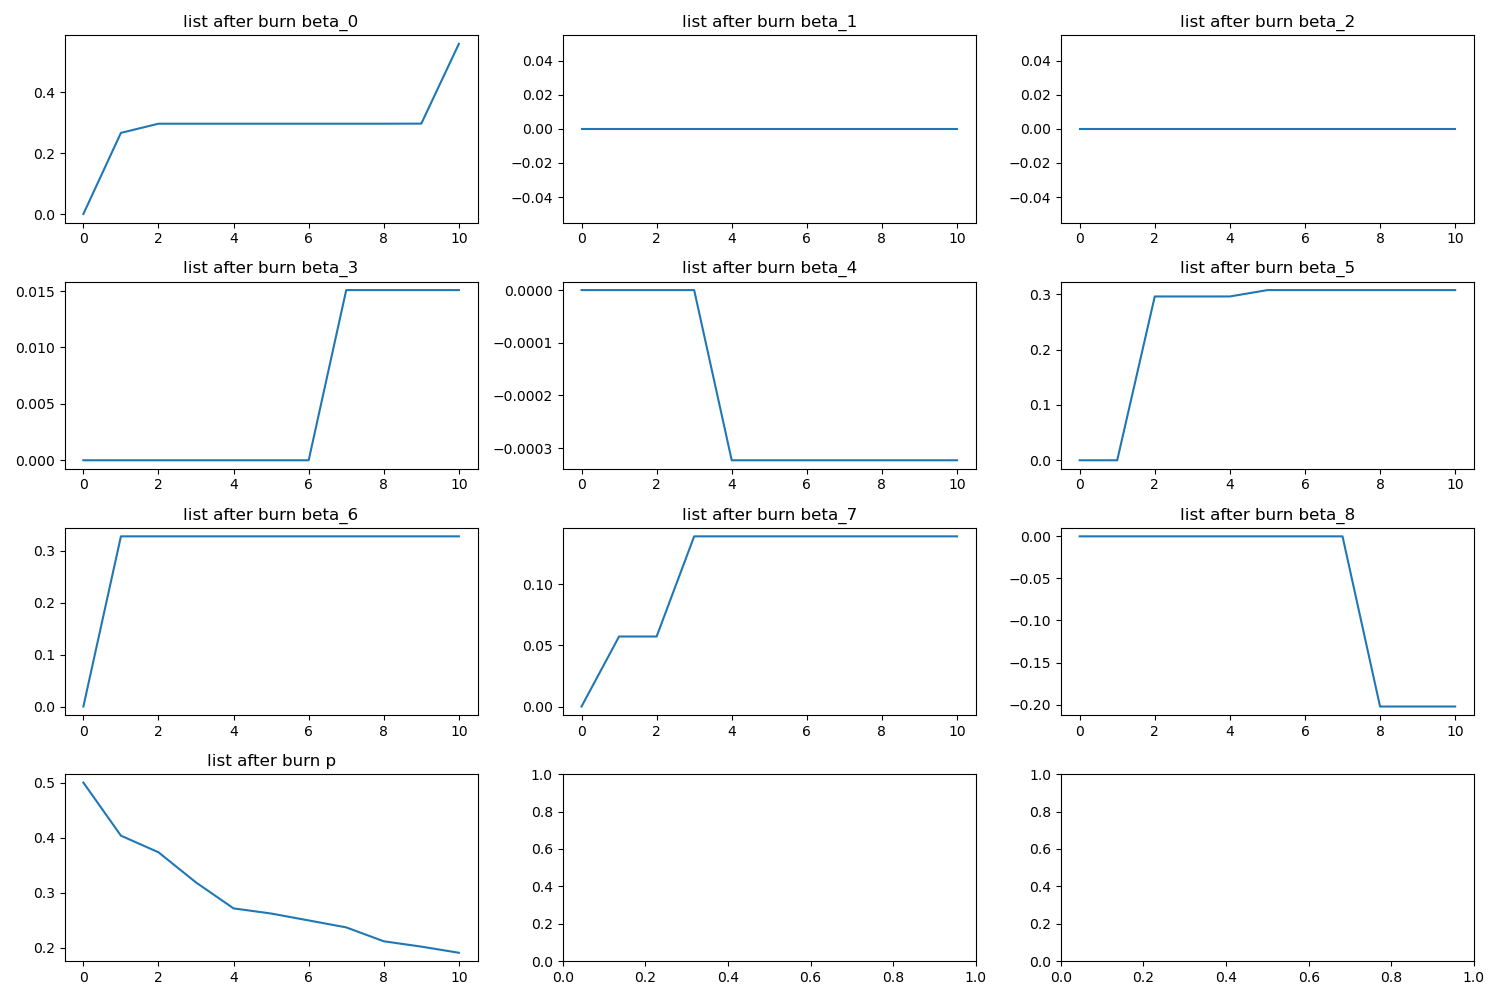 list after burn beta_0
list after burn beta_1
list after burn beta_2
0.4
0.2
0.0
0 2 4 6 8 10
0.04
0.02
0.00
−0.02
−0.04
0 2 4 6 8 10
0.04
0.02
0.00
−0.02
−0.04
0 2 4 6 8 10
list after burn beta_3
list after burn beta_4
list after burn beta_5
0.015
0.010
0.005
0.000
0 2 4 6 8 10
0.0000
−0.0001
−0.0002
−0.0003
0 2 4 6 8 10
0.3
0.2
0.1
0.0
0 2 4 6 8 10
list after burn beta_6
list after burn beta_7
list after burn beta_8
0.3
0.2
0.1
0.0
0 2 4 6 8 10
0.10
0.05
0.00
0 2 4 6 8 10
0.00
−0.05
−0.10
−0.15
−0.20
0 2 4 6 8 10
list after burn p
0.5
0.4
0.3
0.2
0 2 4 6 8 10
1.0
0.8
0.6
0.4
0.2
0.0
0.0 0.2 0.4 0.6 0.8 1.0
1.0
0.8
0.6
0.4
0.2
0.0
0.0 0.2 0.4 0.6 0.8 1.0